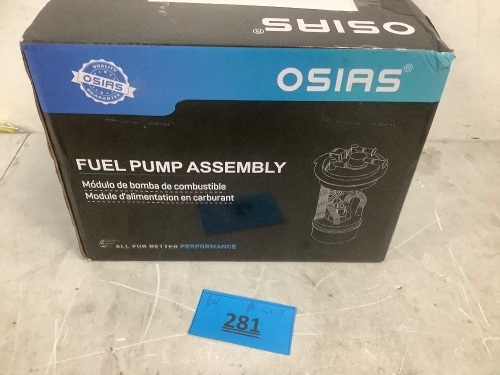 OSIAS®
QUALITY
OSIAS
GUARANTEE
OSIAS®
FUEL PUMP ASSEMBLY
Módulo de bomba de combustible
Module d'alimentation en carburant
ALL FOR BETTER PERFORMANCE
281